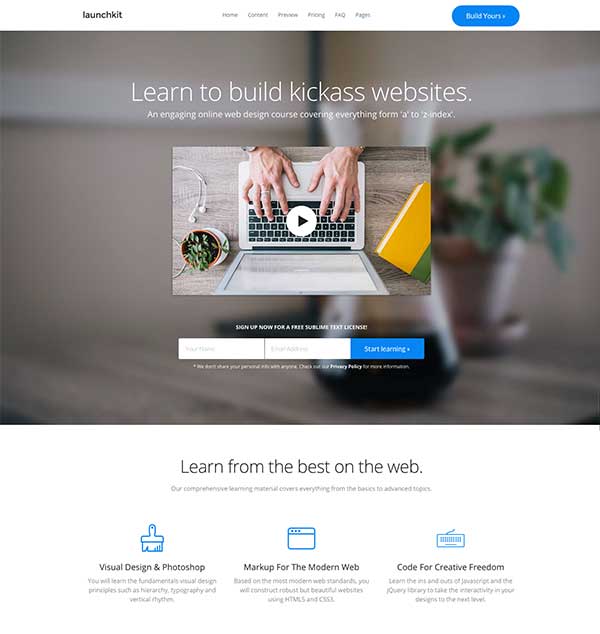 launchkit
Home Content Preview Pricing FAQ Pages
Build Yours »
Learn to build kickass websites.
An engaging online web design course covering everything form 'a' to 'z-index'.
SIGN UP NOW FOR A FREE SUBLIME TEXT LICENSE!
Your Name
Email Address
Start learning »
* We don't share your personal info with anyone. Check out our Privacy Policy for more information.
Learn from the best on the web.
Our comprehensive learning material covers everything from the basics to advanced topics.
Visual Design & Photoshop
You will learn the fundamentals visual design
principles such as hierarchy, typography and
vertical rhythm.
Markup For The Modern Web
Based on the most modern web standards, you
will construct robust but beautiful websites
using HTML5 and CSS3.
Code For Creative Freedom
Learn the ins and outs of Javascript and the
jQuery library to take the interactivity in your
designs to the next level.